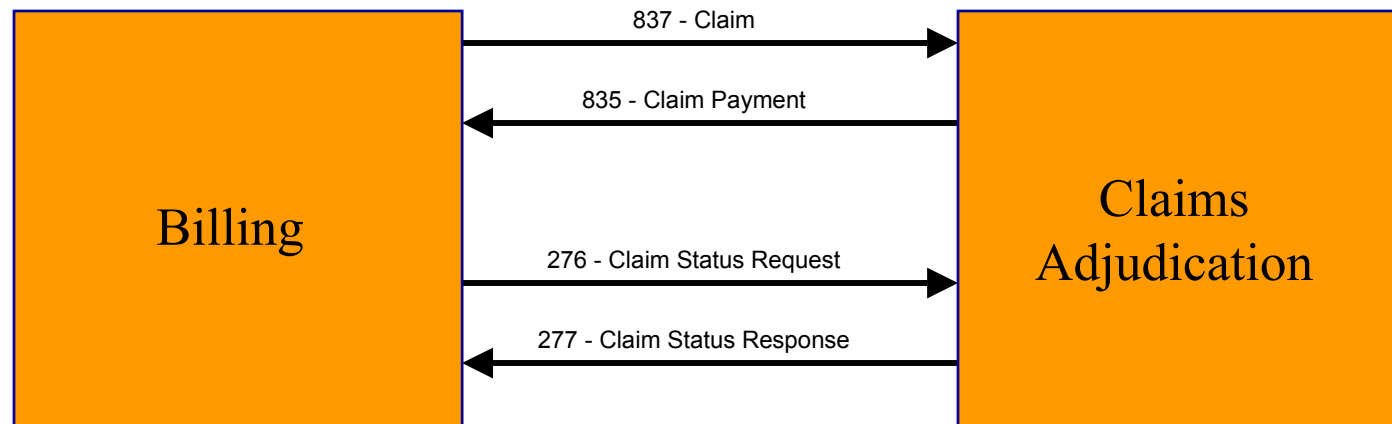 837 - Claim
835 - Claim Payment
Billing
Claims
Adjudication
276 - Claim Status Request
277 - Claim Status Response